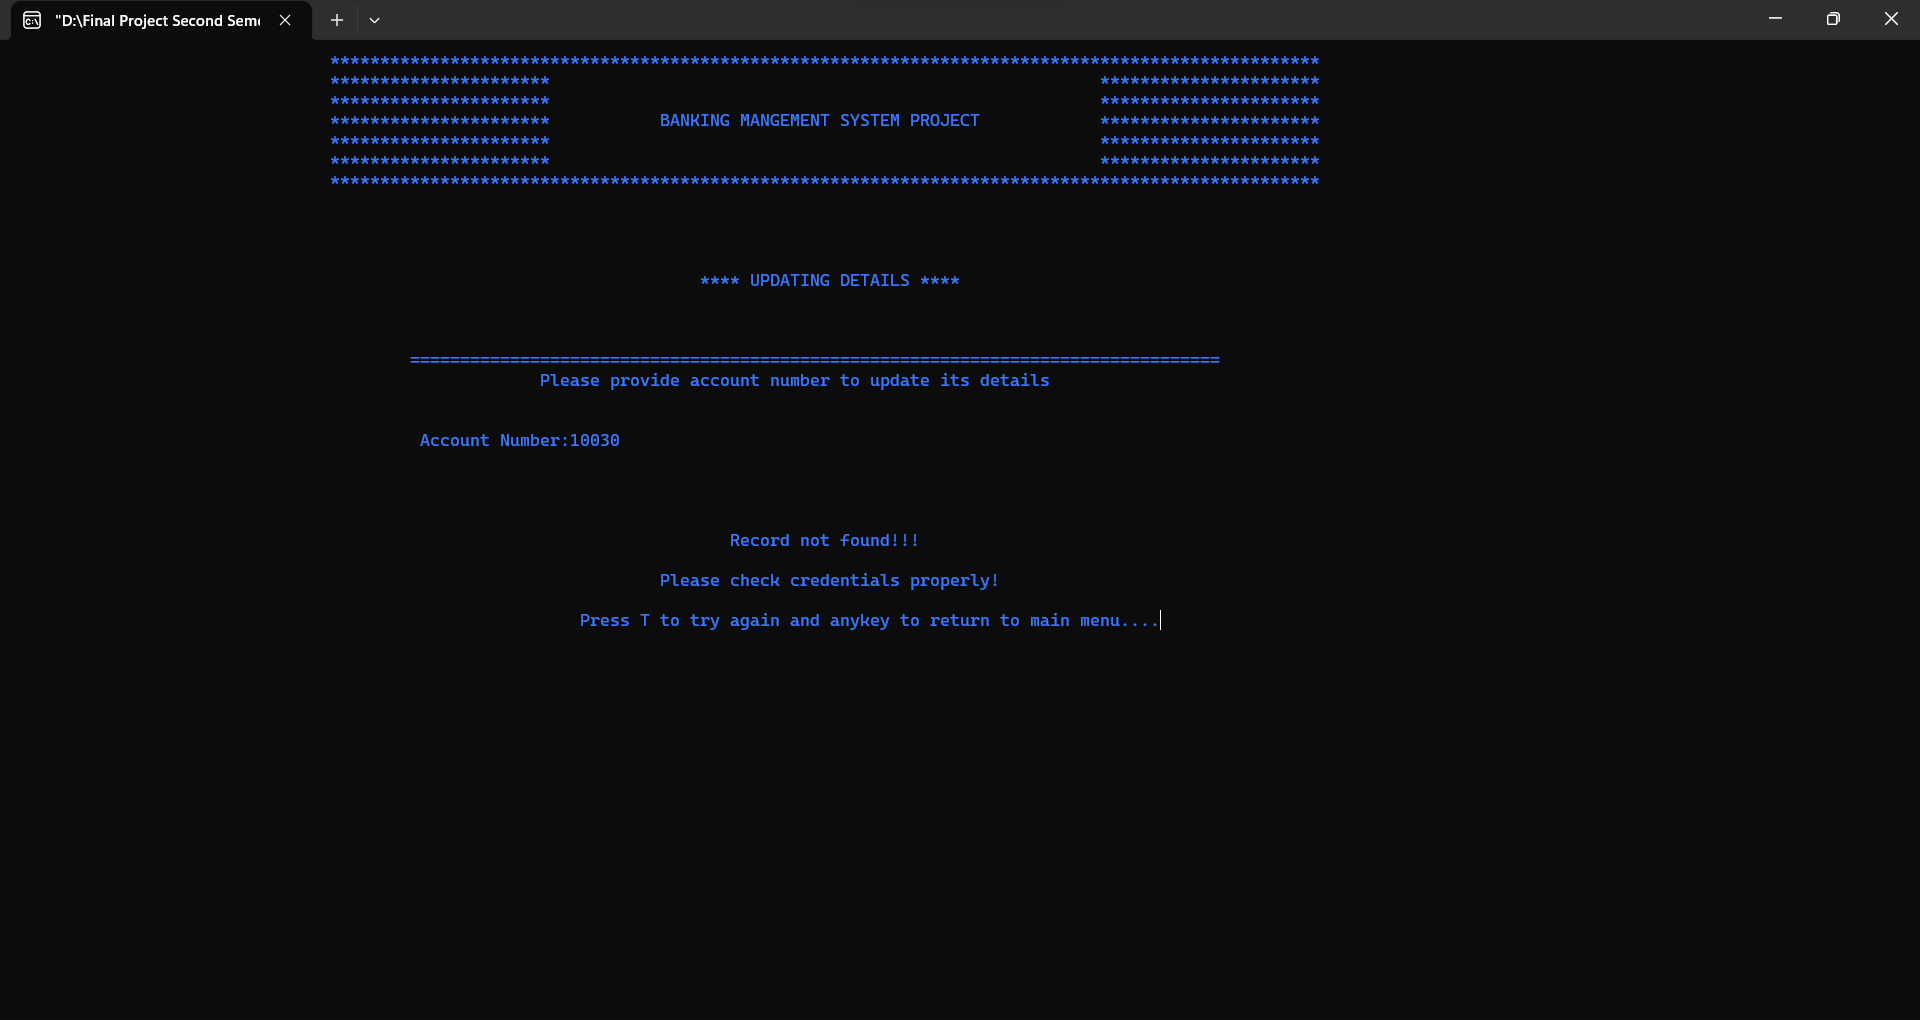 "D:\Final Project Second Sem
***************************************************************************************************
********************** **********************
********************** **********************
********************** BANKING MANGEMENT SYSTEM PROJECT **********************
********************** **********************
********************** **********************
***************************************************************************************************
**** UPDATING DETAILS ****
=================================================================================
Please provide account number to update its details
Account Number:10030
Record not found!!!
Please check credentials properly!
Press T to try again and anykey to return to main menu....